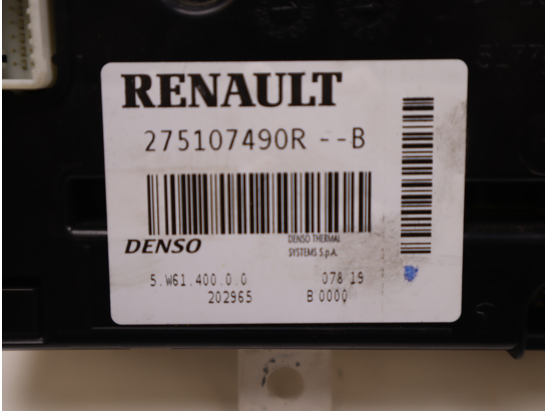 RENAULT
275107490R --B
DENSO
DENSO THERMAL
SYSTEMS S.p.A.
5.W61.400.0.0 078 19
202965 B 0000